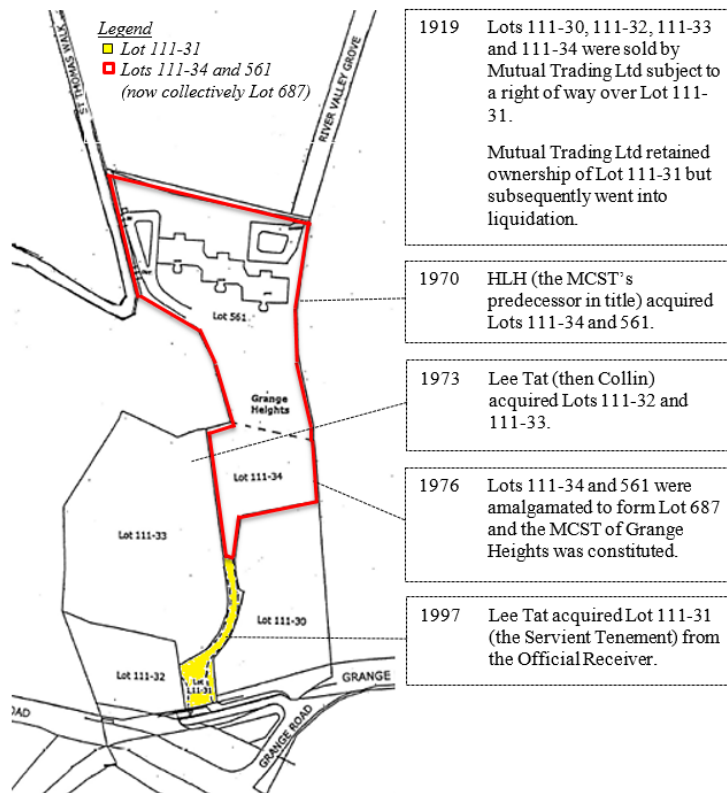 Legend
Lot 111-31
Lots 111-34 and 561
(now collectively Lot 687)
ST THOMAS WALK
RIVER VALLEY GROVE
Lot 561
Grange
Heights
Lot 111-34
Lot 111-33
Lot 111-30
Lot 111-32
Lot
111-31
GRANGE
OAD
GRANGE ROAD
1919 Lots 111-30, 111-32, 111-33
and 111-34 were sold by
Mutual Trading Ltd subject to
a right of way over Lot 111-
31.
Mutual Trading Ltd retained
ownership of Lot 111-31 but
subsequently went into
liquidation.
1970 HLH (the MCST's
predecessor in title) acquired
Lots 111-34 and 561.
1973 Lee Tat (then Collin)
acquired Lots 111-32 and
111-33.
1976 Lots 111-34 and 561 were
amalgamated to form Lot 687
and the MCST of Grange
Heights was constituted.
1997 Lee Tat acquired Lot 111-31
(the Servient Tenement) from
the Official Receiver.